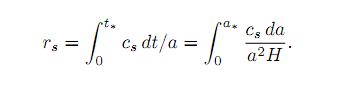 r_s = \int_0^{t_*} c_s \, dt/a = \int_0^{a_*} \frac{c_s \, da}{a^2 H}.